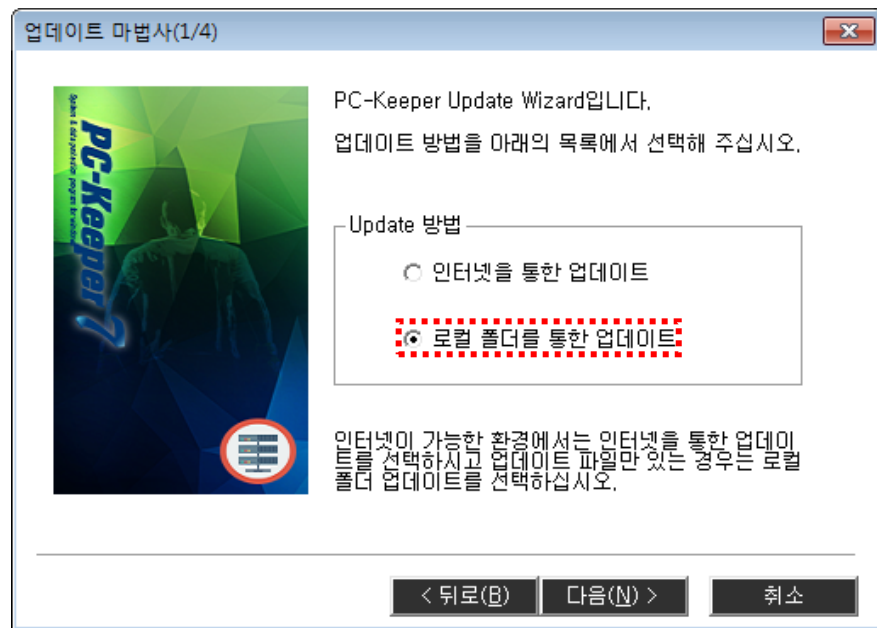 업데이트 마법사(1/4)
PC-Keeper Update Wizard입니다.
업데이트 방법을 아래의 목록에서 선택해 주십시오.
Update 방법
인터넷을 통한 업데이트
로컬 폴더를 통한 업데이트
인터넷이 가능한 환경에서는 인터넷을 통한 업데이
트를 선택하시고 업데이트 파일만 있는 경우는 로컬
폴더 업데이트를 선택하십시오.
PC-Keeper 7
< 뒤로(B)
다음(N) >
취소